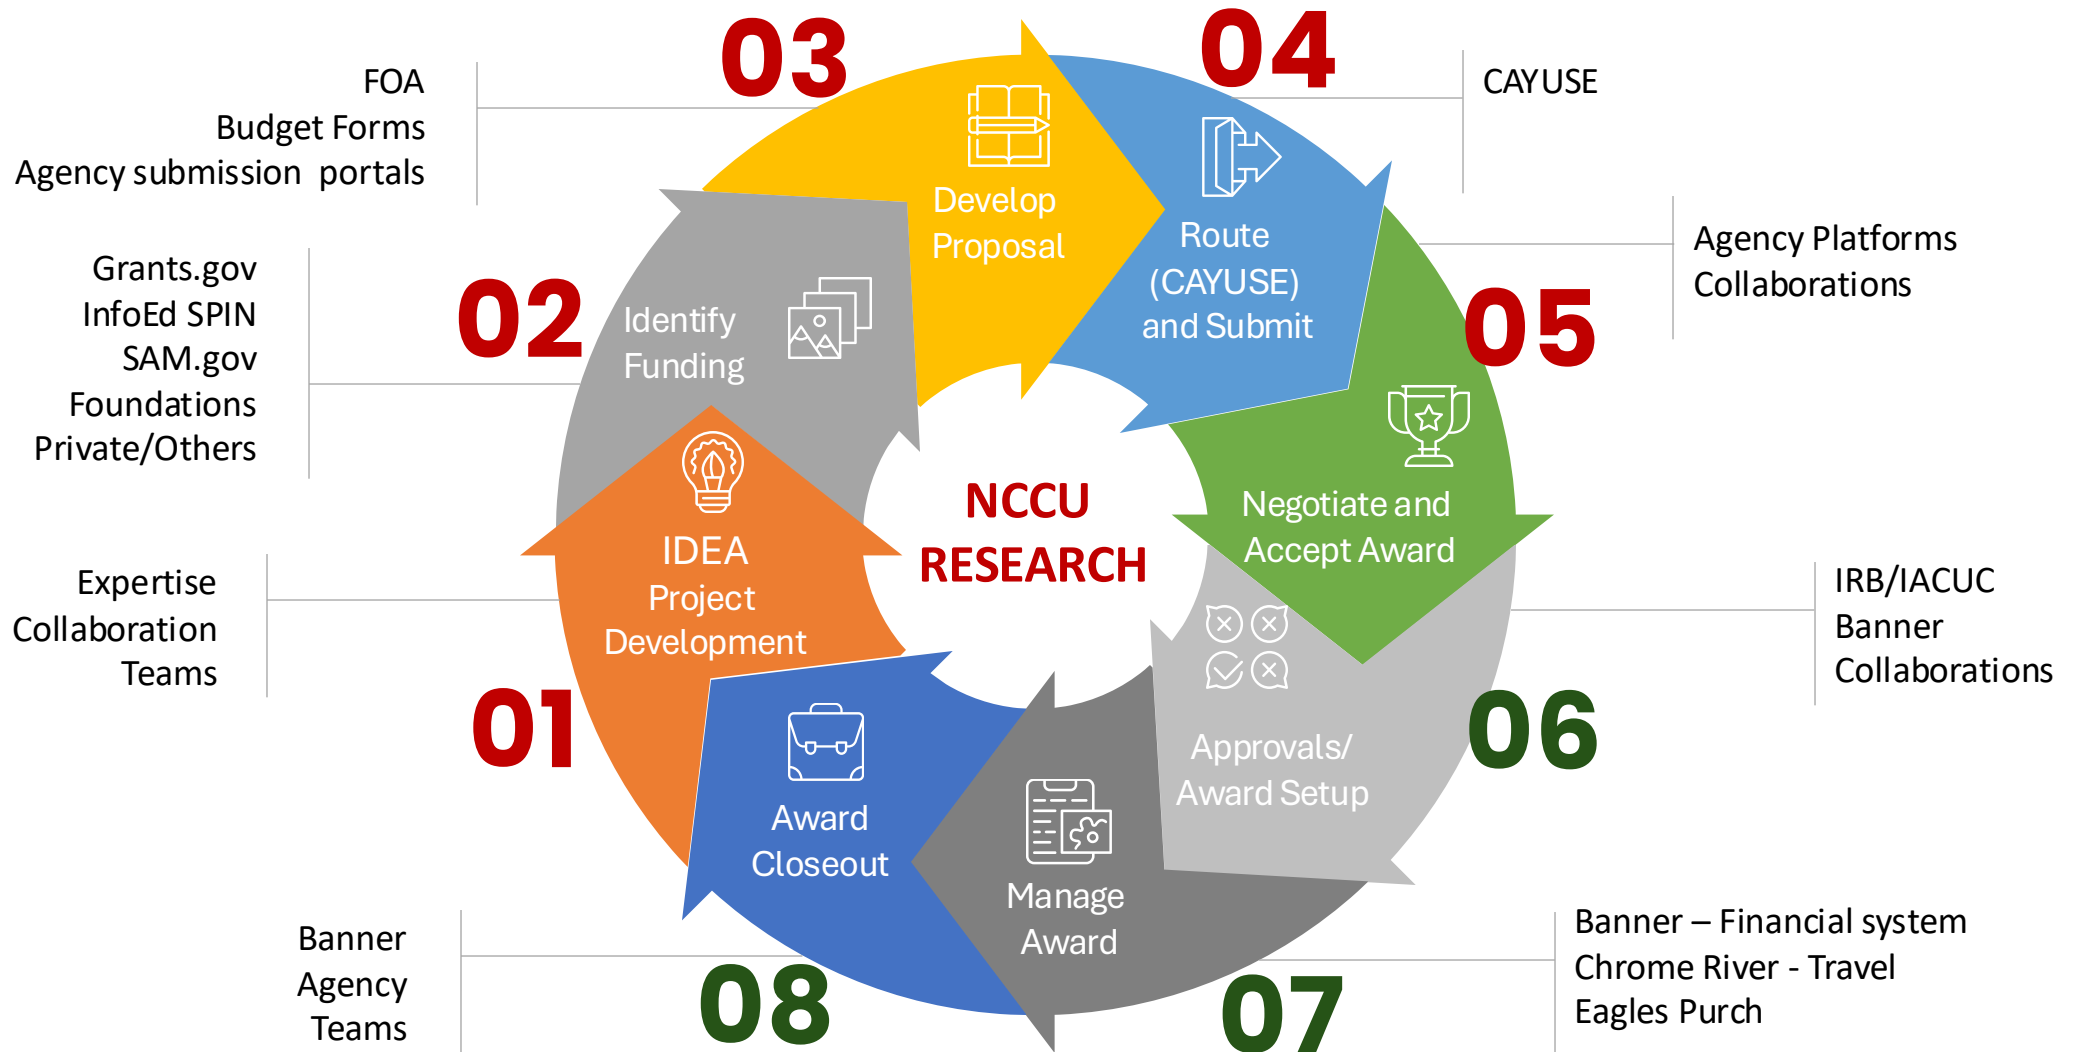 03
FOA
Budget Forms
Agency submission portals
04
CAYUSE
Develop
Proposal
Route
(CAYUSE)
and Submit
Agency Platforms
Collaborations
Grants.gov
InfoEd SPIN
SAM.gov
Foundations
Private/Others
02
Identify
Funding
05
NCCU
RESEARCH
Negotiate and
Accept Award
IDEA
Project
Development
Expertise
Collaboration
Teams
01
IRB/IACUC
Banner
Collaborations
06
Approvals/
Award Setup
Award
Closeout
Manage
Award
Banner
Agency
Teams
08
07
Banner – Financial system
Chrome River - Travel
Eagles Purch